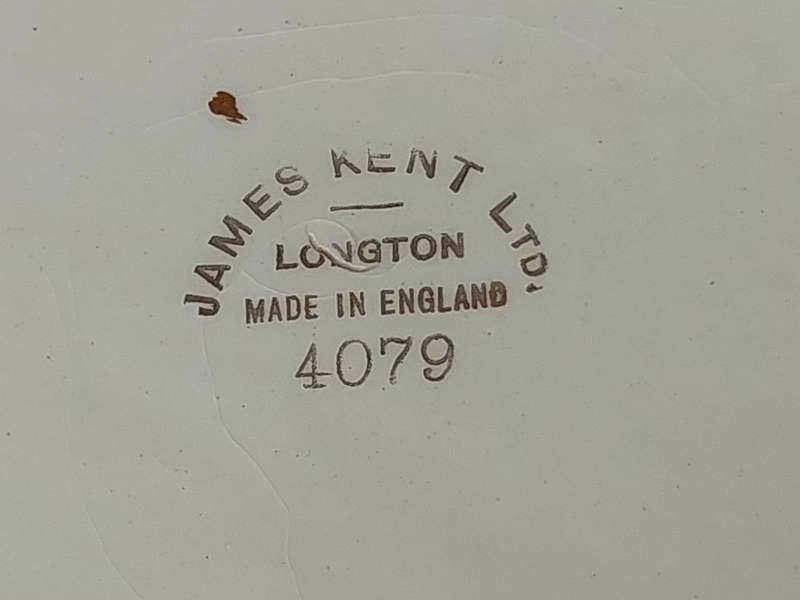 JAMES KENT LTD.
LONGTON
MADE IN ENGLAND
4079